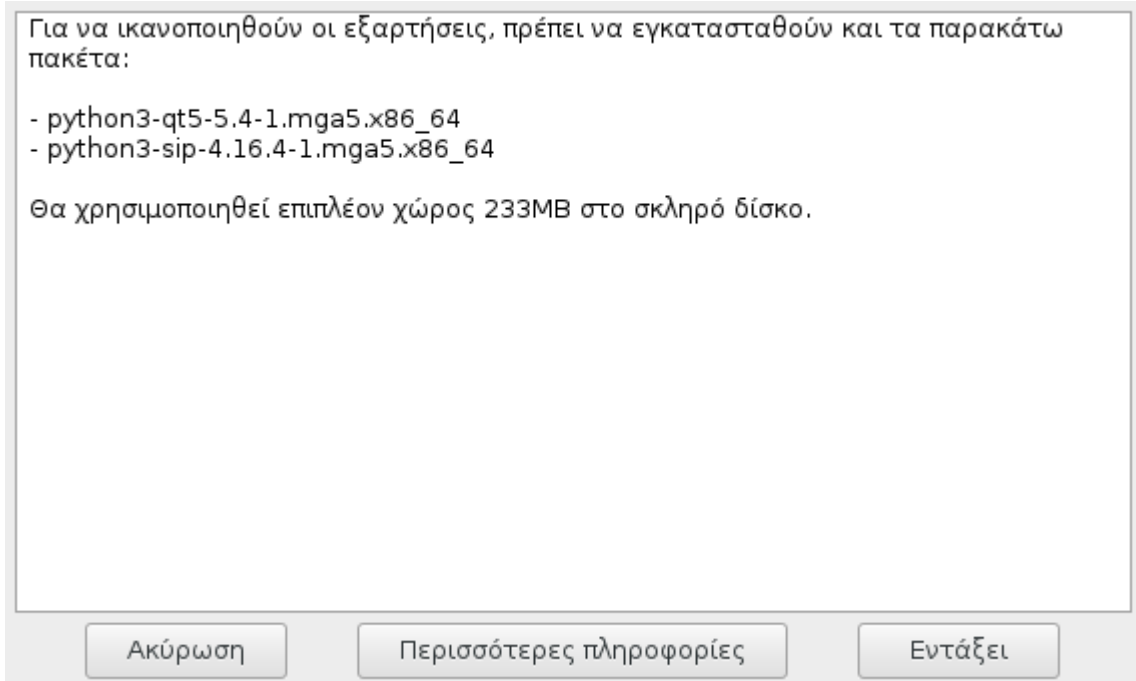 Για να ικανοποιηθούν οι εξαρτήσεις, πρέπει να εγκατασταθούν και τα παρακάτω
πακέτα:
- python3-qt5-5.4-1.mga5.x86_64
- python3-sip-4.16.4-1.mga5.x86_64
Θα χρησιμοποιηθεί επιπλέον χώρος 233MB στο σκληρό δίσκο.
Ακύρωση
Περισσότερες πληροφορίες
Εντάξει